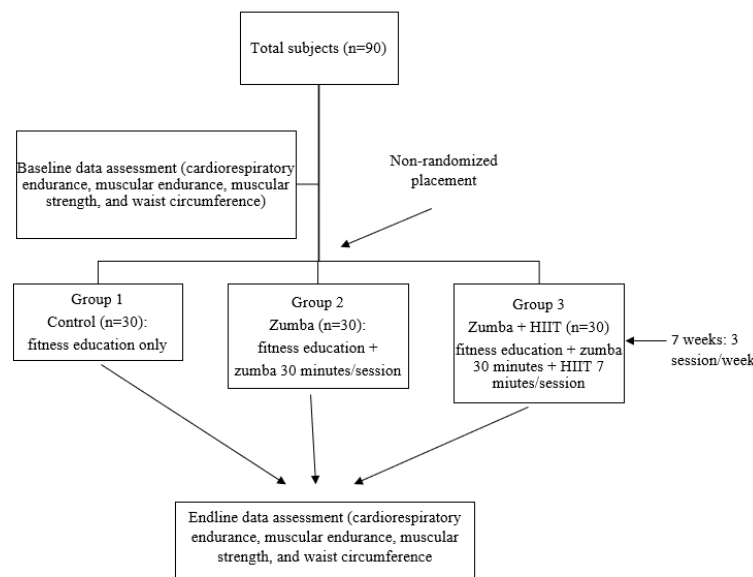 Total subjects (n=90)
Baseline data assessment (cardiorespiratory
endurance, muscular endurance, muscular
strength, and waist circumference)
Non-randomized
placement
Group 1
Control (n=30):
fitness education only
Group 2
Zumba (n=30):
fitness education +
zumba 30 minutes/session
Group 3
Zumba + HIIT (n=30)
fitness education + zumba
30 minutes + HIIT 7
miutes/session
7 weeks: 3
session/week
Endline data assessment (cardiorespiratory
endurance, muscular endurance, muscular
strength, and waist circumference